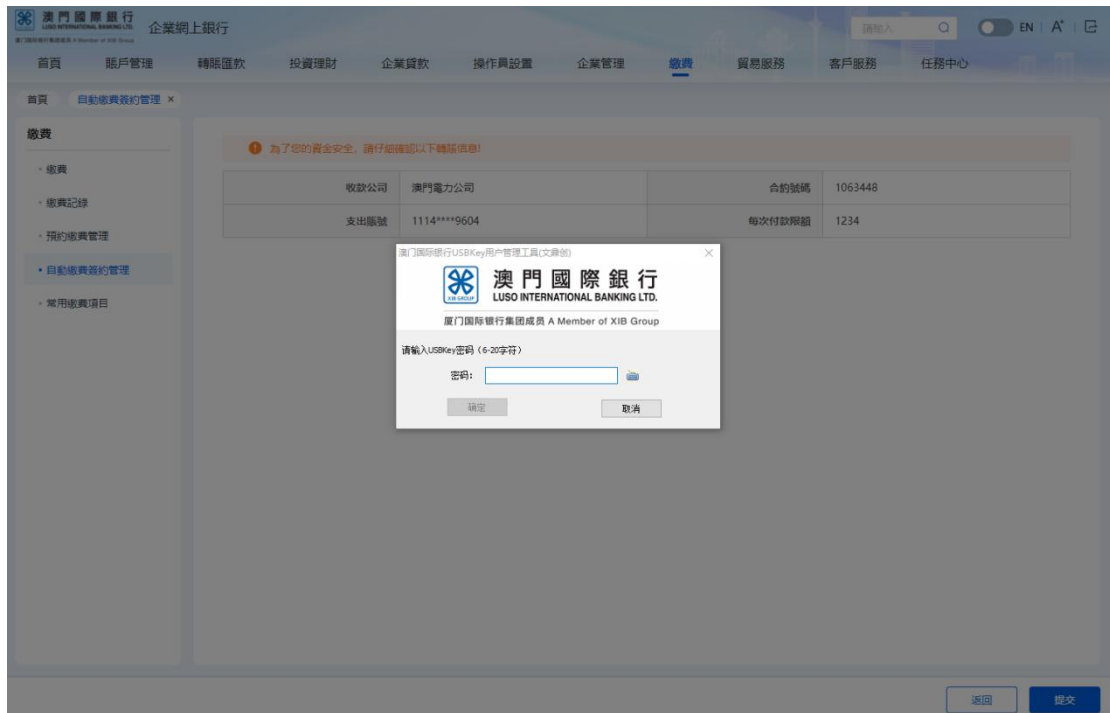 澳門國際銀行
LUSO INTERNATIONAL BANKING LTD.
企業網上銀行
請輸入
EN
A+
首頁 賬戶管理 轉賬匯款 投資理財 企業貸款 操作員設置 企業管理 繳費 貿易服務 客戶服務 任務中心
首頁 自動繳費簽約管理 ×
繳費
繳費
繳費記錄
預約繳費管理
自動繳費簽約管理
常用繳費項目
為了您的資金安全，請仔細確認以下轉賬信息!
收款公司 澳門電力公司 合約號碼 1063448
支出賬號 1114****9604 每次付款限額 1234
澳门国际银行USBKey用户管理工具(文鼎创)
澳門國際銀行
XIB GROUP
LUSO INTERNATIONAL BANKING LTD.
厦门国际银行集团成员 A Member of XIB Group
请输入USBKey密码（6-20字符）
密码：
确定 取消
返回 提交